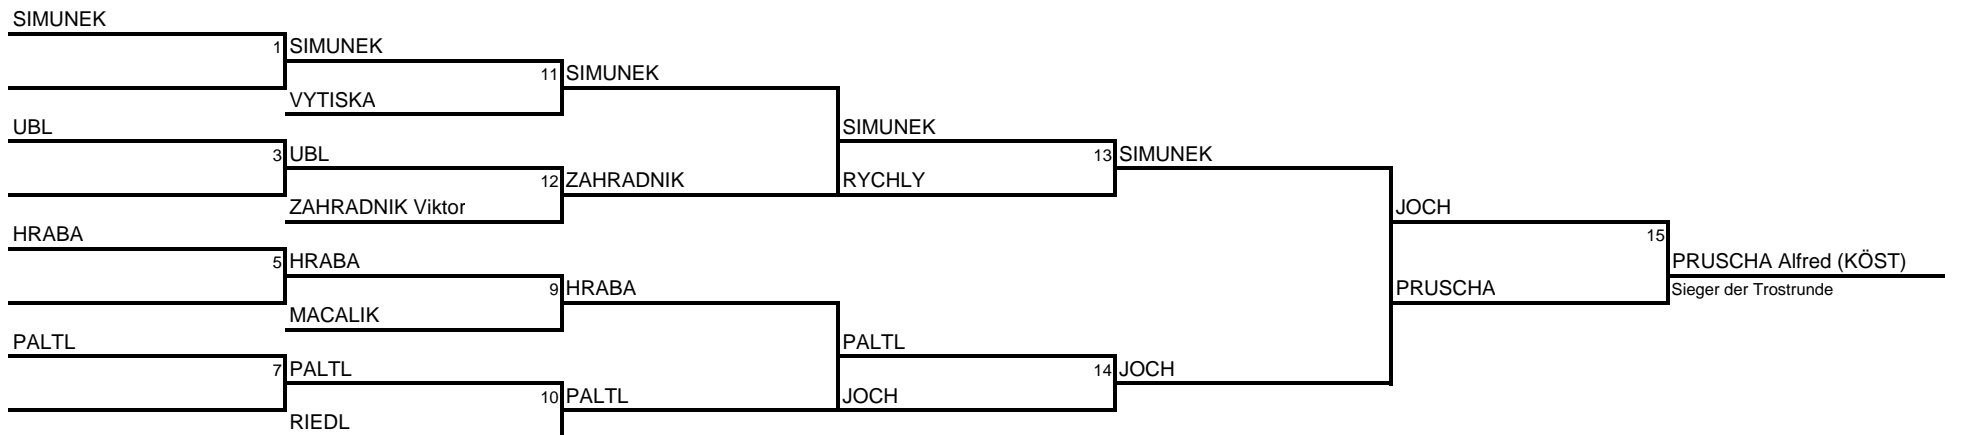 SIMUNEK
1 SIMUNEK
11 SIMUNEK
VYTISKA
UBL
SIMUNEK
3 UBL
13 SIMUNEK
12 ZAHRADNIK
RYCHLY
ZAHRADNIK Viktor
JOCH
HRABA
15
5 HRABA
PRUSCHA Alfred (KÖST)
9 HRABA
PRUSCHA
Sieger der Trostrunde
MACALIK
PALTL
PALTL
7 PALTL
14 JOCH
10 PALTL
JOCH
RIEDL